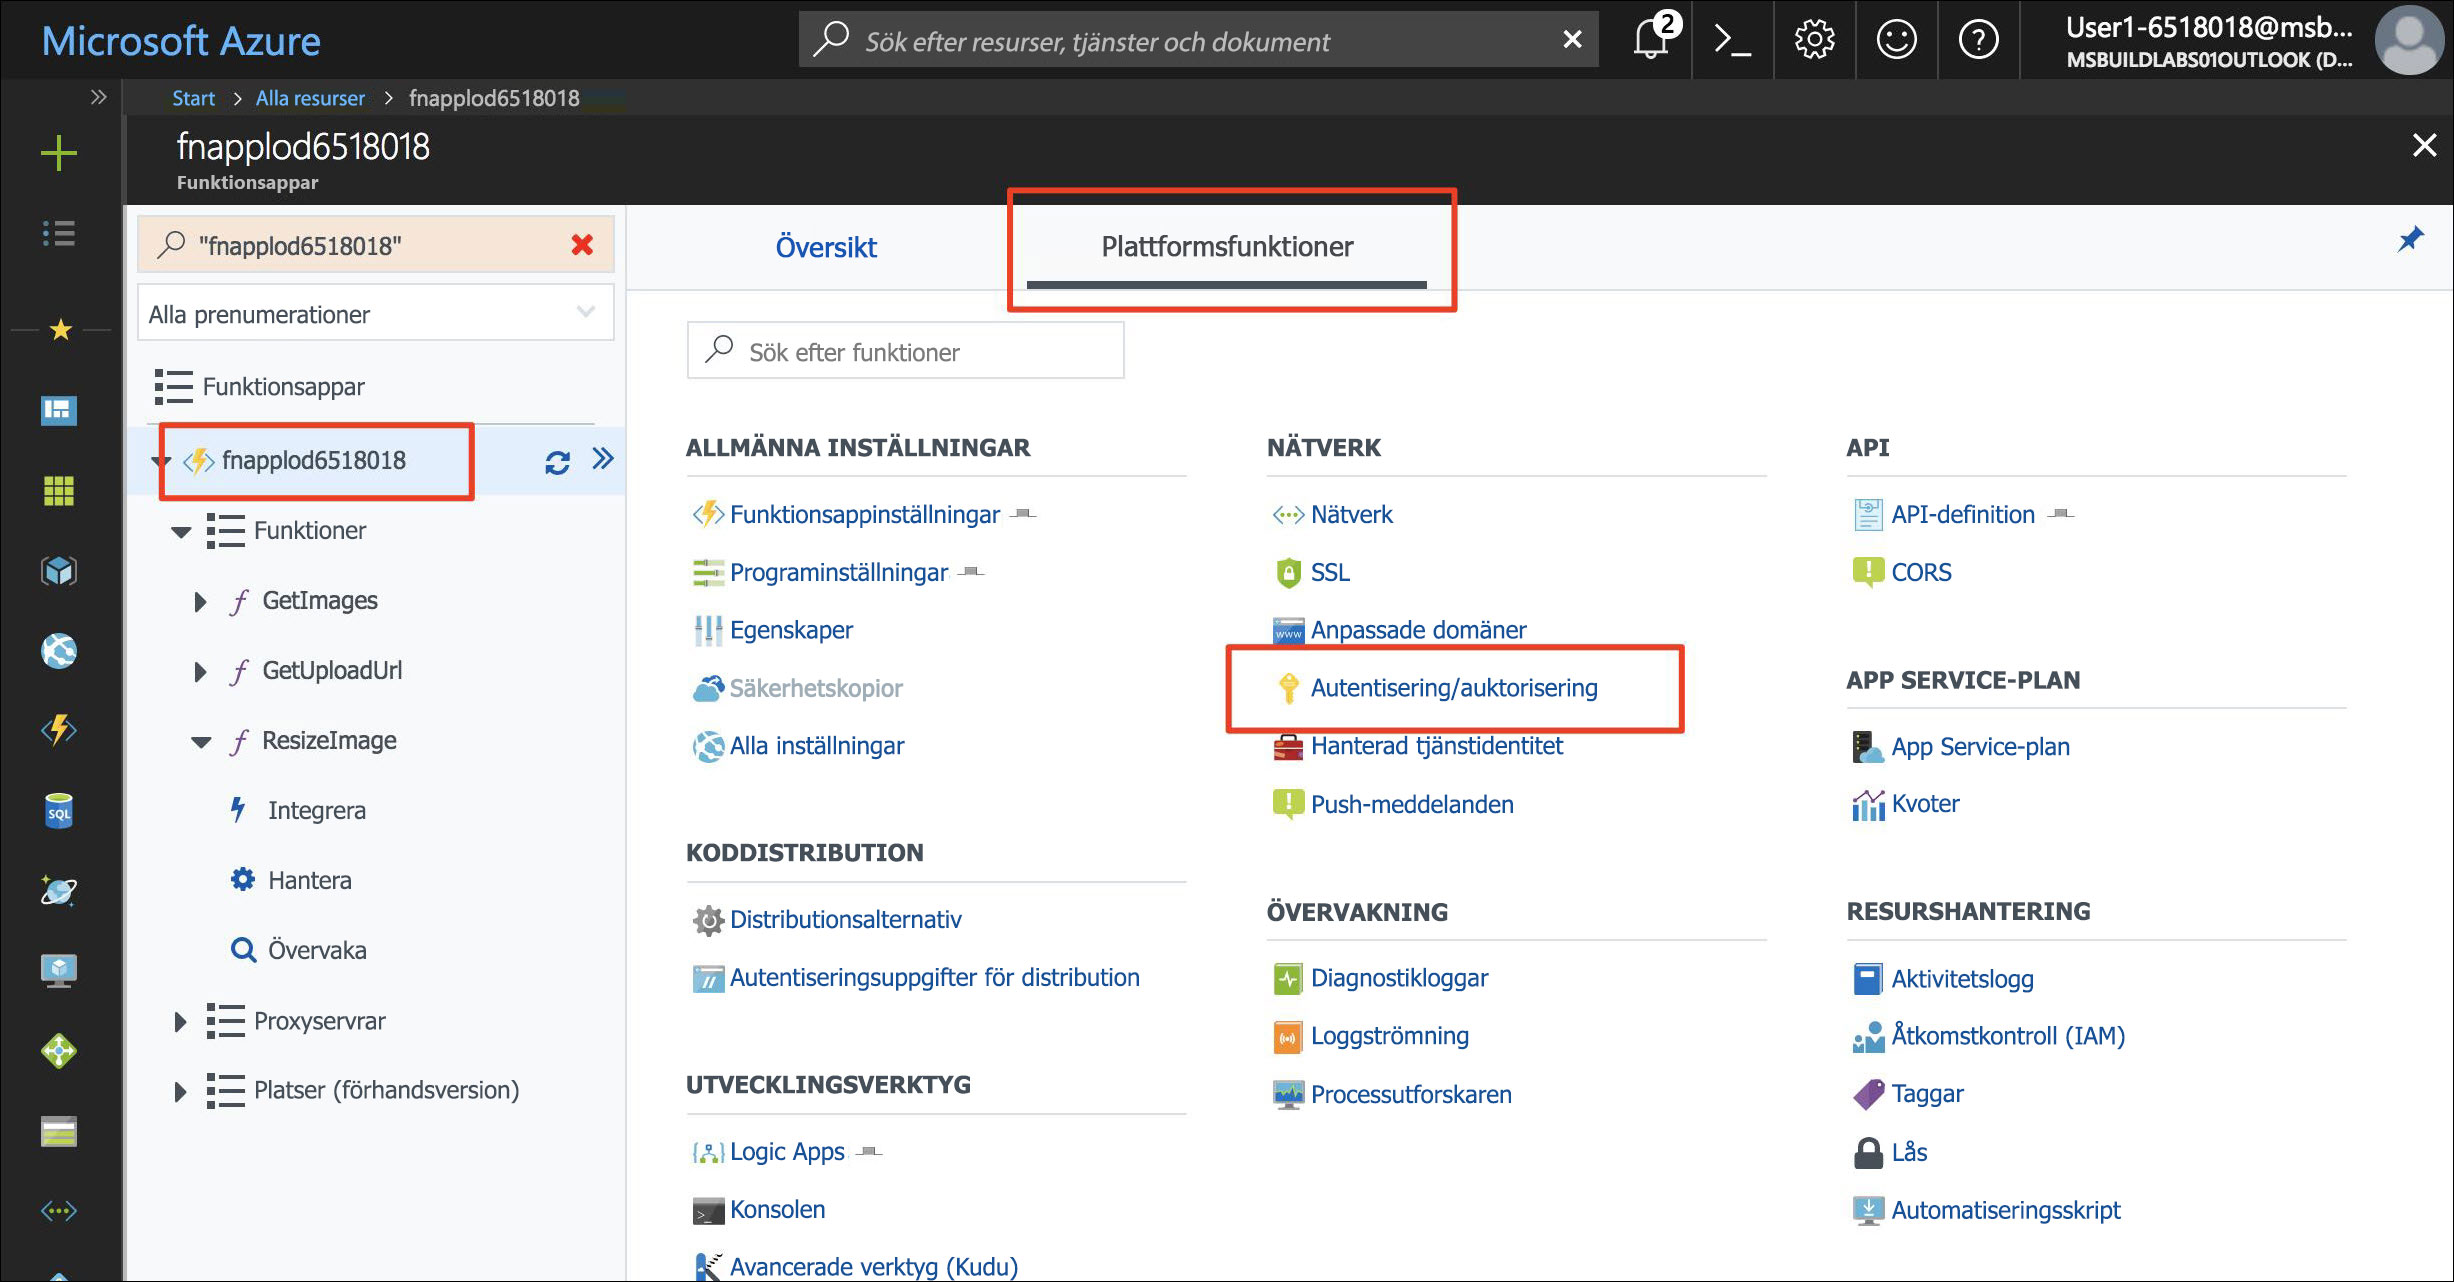 Microsoft Azure
Sök efter resurser, tjänster och dokument
2
User1-6518018@msb...
MSBUILDLABS01OUTLOOK (D...
Start > Alla resurser > fnapplod6518018
fnapplod6518018
Funktionsappar
"fnapplod6518018"
Alla prenumerationer
Funktionsappar
fnapplod6518018
Funktioner
GetImages
GetUploadUrl
ResizeImage
Integrera
Hantera
Övervaka
Proxyservrar
Platser (förhandsversion)
SQL
Översikt
Plattformsfunktioner
Sök efter funktioner
ALLMÄNNA INSTÄLLNINGAR
Funktionsappinställningar
Programinställningar
Egenskaper
Säkerhetskopior
Alla inställningar
KODDISTRIBUTION
Distributionsalternativ
Autentiseringsuppgifter för distribution
UTVECKLINGSVERKTYG
Logic Apps
Konsolen
Avancerade verktyg (Kudu)
NÄTVERK
Nätverk
SSL
www Anpassade domäner
Autentisering/auktorisering
Hanterad tjänstidentitet
Push-meddelanden
ÖVERVAKNING
Diagnostikloggar
Loggströmning
Processutforskaren
API
API-definition
CORS
APP SERVICE-PLAN
App Service-plan
Kvoter
RESURSHANTERING
Aktivitetslogg
Åtkomstkontroll (IAM)
Taggar
Lås
Automatiseringsskript